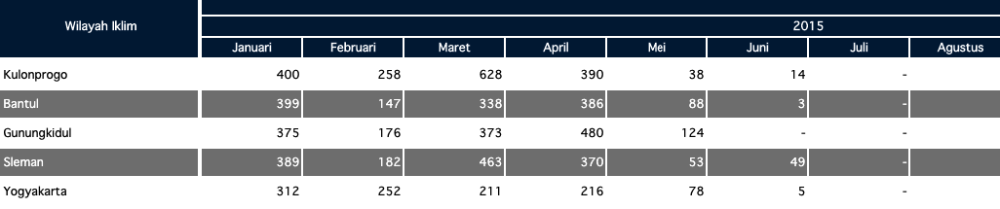 Wilayah Iklim
2015
Januari Februari Maret April Mei Juni Juli Agustus
Kulonprogo 400 258 628 390 38 14 -
Bantul 399 147 338 386 88 3 -
Gunungkidul 375 176 373 480 124 - -
Sleman 389 182 463 370 53 49 -
Yogyakarta 312 252 211 216 78 5 -